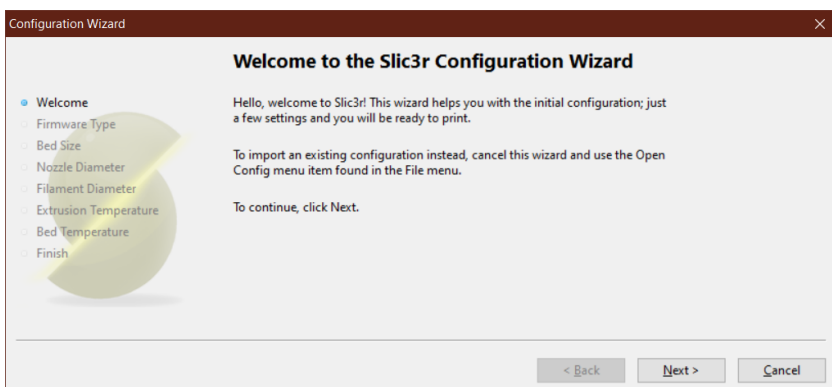 Configuration Wizard
Welcome to the Slic3r Configuration Wizard
Welcome
Firmware Type
Bed Size
Nozzle Diameter
Filament Diameter
Extrusion Temperature
Bed Temperature
Finish
Hello, welcome to Slic3r! This wizard helps you with the initial configuration; just
a few settings and you will be ready to print.
To import an existing configuration instead, cancel this wizard and use the Open
Config menu item found in the File menu.
To continue, click Next.
< Back
Next >
Cancel